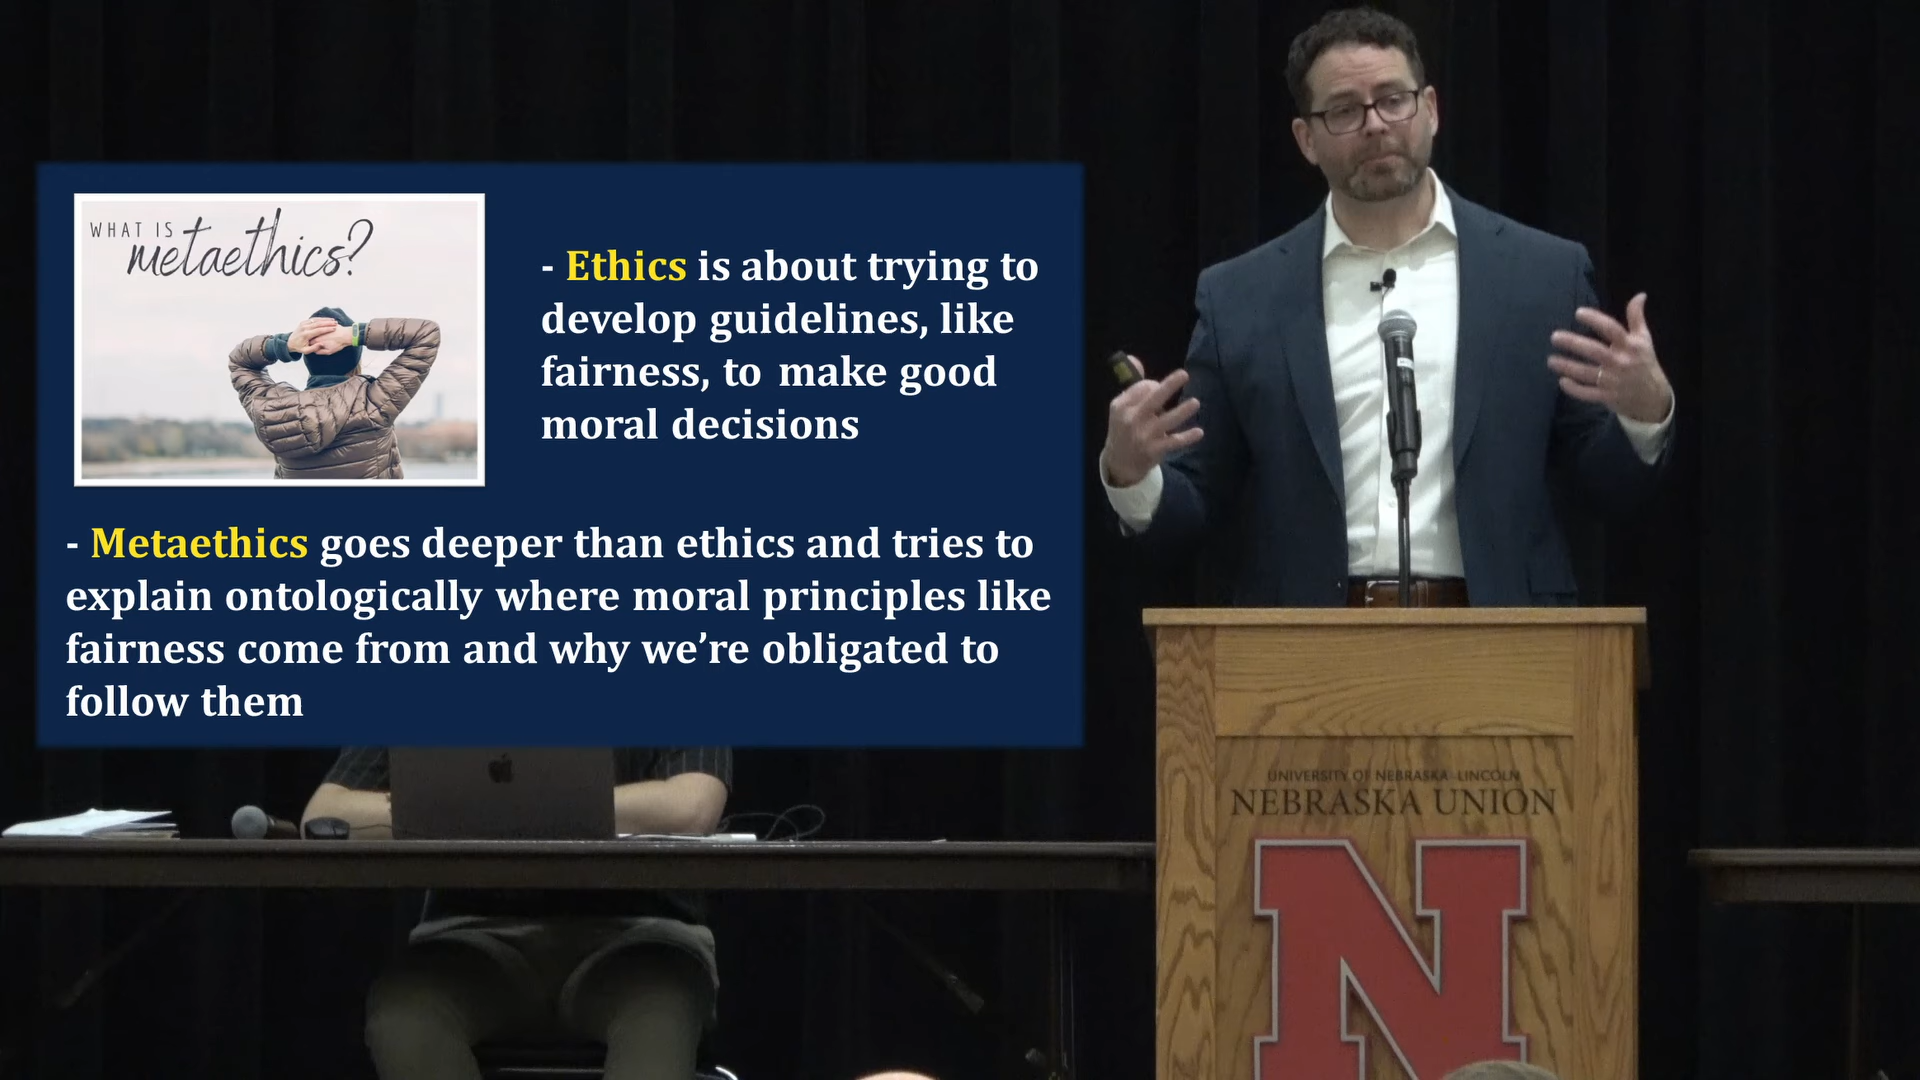 WHAT IS
metaethics?
- Ethics is about trying to
develop guidelines, like
fairness, to make good
moral decisions
- Metaethics goes deeper than ethics and tries to
explain ontologically where moral principles like
fairness come from and why we’re obligated to
follow them
UNIVERSITY OF NEBRASKA-LINCOLN
NEBRASKA UNION
N